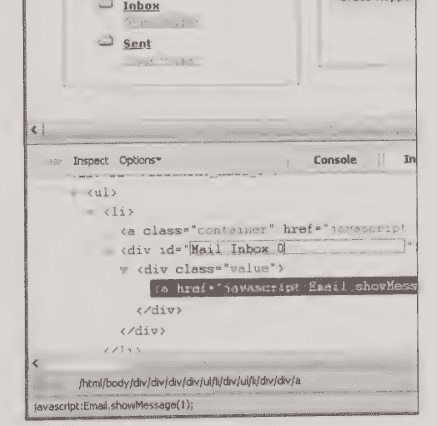 Inbox
Sent
Inspect Options
Console In
<ul>
<li>
<a class="container" href="javascript
<div id="Mail Inbox 0"
<div class="value">
<a href="javascript:Email.showMess
</div>
</div>
</li>
/html/body/div/div/div/div/ul/li/div/ul/li/div/div/a
javascript:Email.showMessage(1);